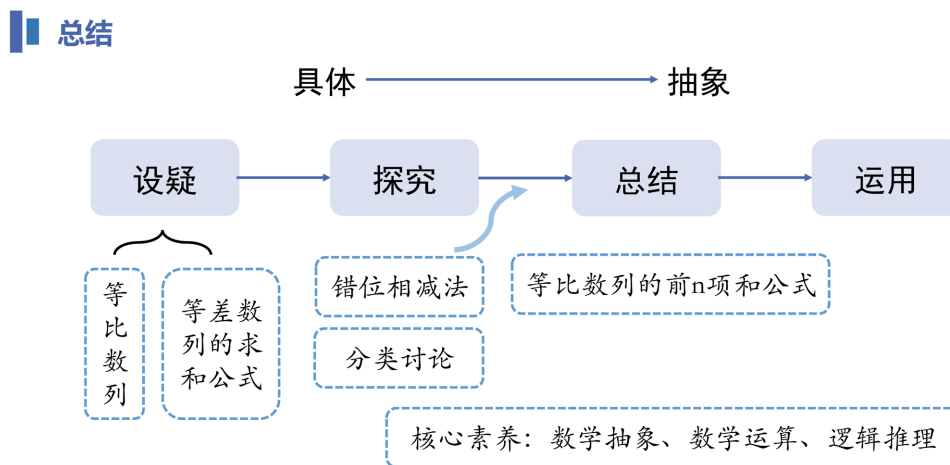 总结
具体
抽象
设疑
探究
总结
运用
等
比
数
列
等差数
列的求
和公式
错位相减法
分类讨论
等比数列的前n项和公式
核心素养：数学抽象、数学运算、逻辑推理